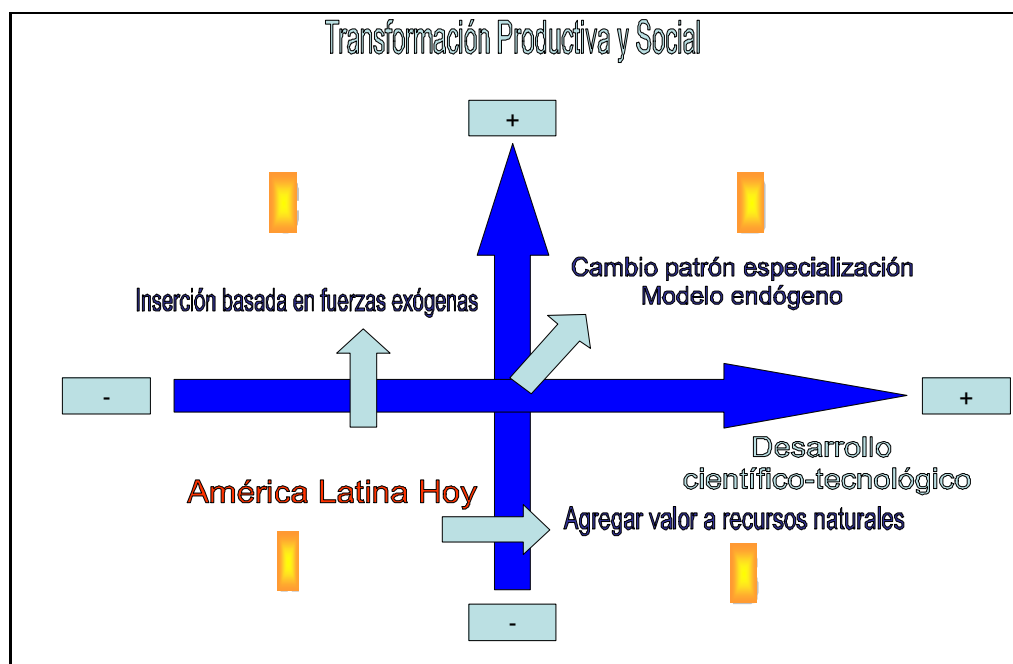 Transformación Productiva y Social
+
Cambio patrón especialización
Modelo endógeno
Inserción basada en fuerzas exógenas
-
+
Desarrollo
científico-tecnológico
América Latina Hoy
Agregar valor a recursos naturales
-